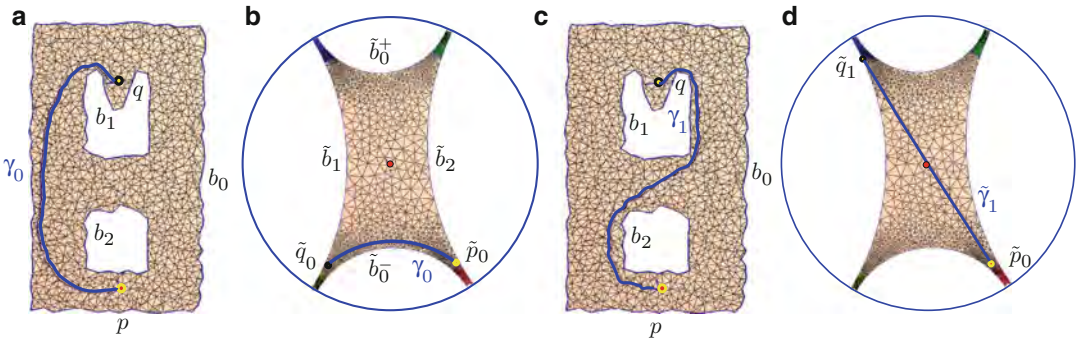 a
q
b₁
γ₀
b₀
b₂
p
b
b̃₀⁺
b̃₁
b̃₂
q̃₀
p̃₀
b̃₀⁻
γ₀
c
q
b₁
γ₁
b₀
b₂
p
d
q̃₁
γ̃₁
p̃₀